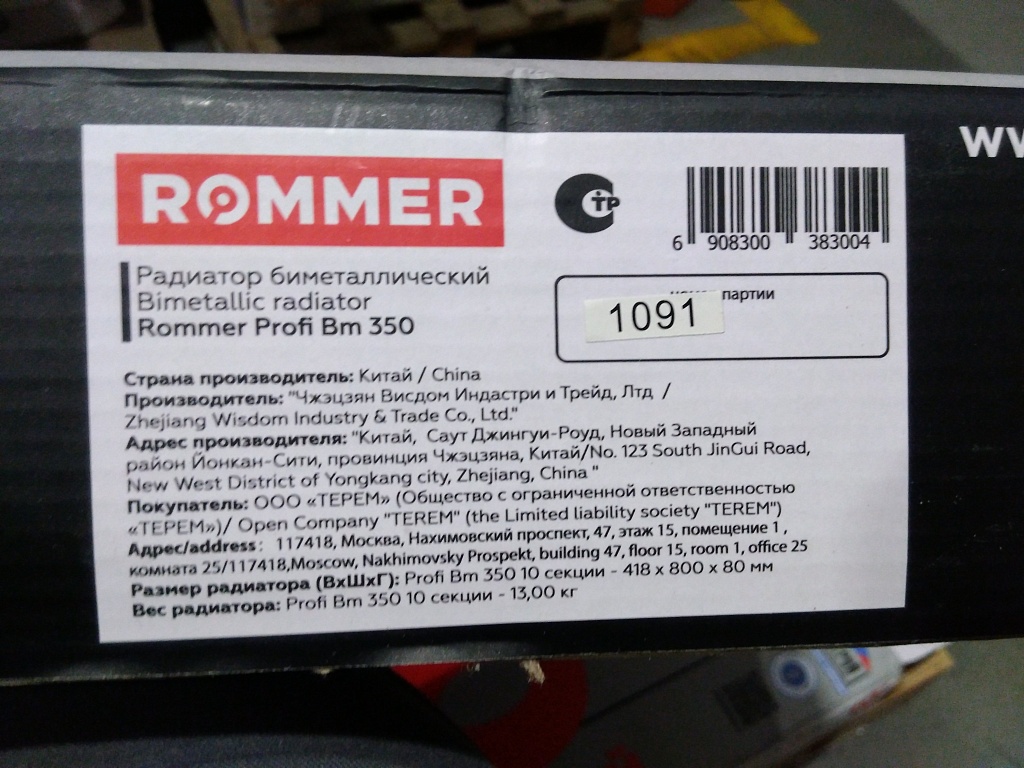 ROMMER
Радиатор биметаллический
Bimetallic radiator
Rommer Profi Bm 350
СТР
6 908300 383004
партии
1091
Страна производитель: Китай / China
Производитель: "Чжэцзян Висдом Индастри и Трейд, Лтд /
Zhejiang Wisdom Industry & Trade Co., Ltd."
Адрес производителя: "Китай, Саут Джингуи-Роуд, Новый Западный
район Йонкан-Сити, провинция Чжэцзяна, Китай/No. 123 South JinGui Road,
New West District of Yongkang city, Zhejiang, China "
Покупатель: ООО «ТЕРЕМ» (Общество с ограниченной ответственностью
«ТЕРЕМ»)/ Open Company "TEREM" (the Limited liability society "TEREM")
Адрес/address: 117418, Москва, Нахимовский проспект, 47, этаж 15, помещение 1 ,
комната 25/117418,Moscow, Nakhimovsky Prospekt, building 47, floor 15, room 1, office 25
Размер радиатора (ВхШхГ): Profi Bm 350 10 секции - 418 x 800 x 80 мм
Вес радиатора: Profi Bm 350 10 секции - 13,00 кг